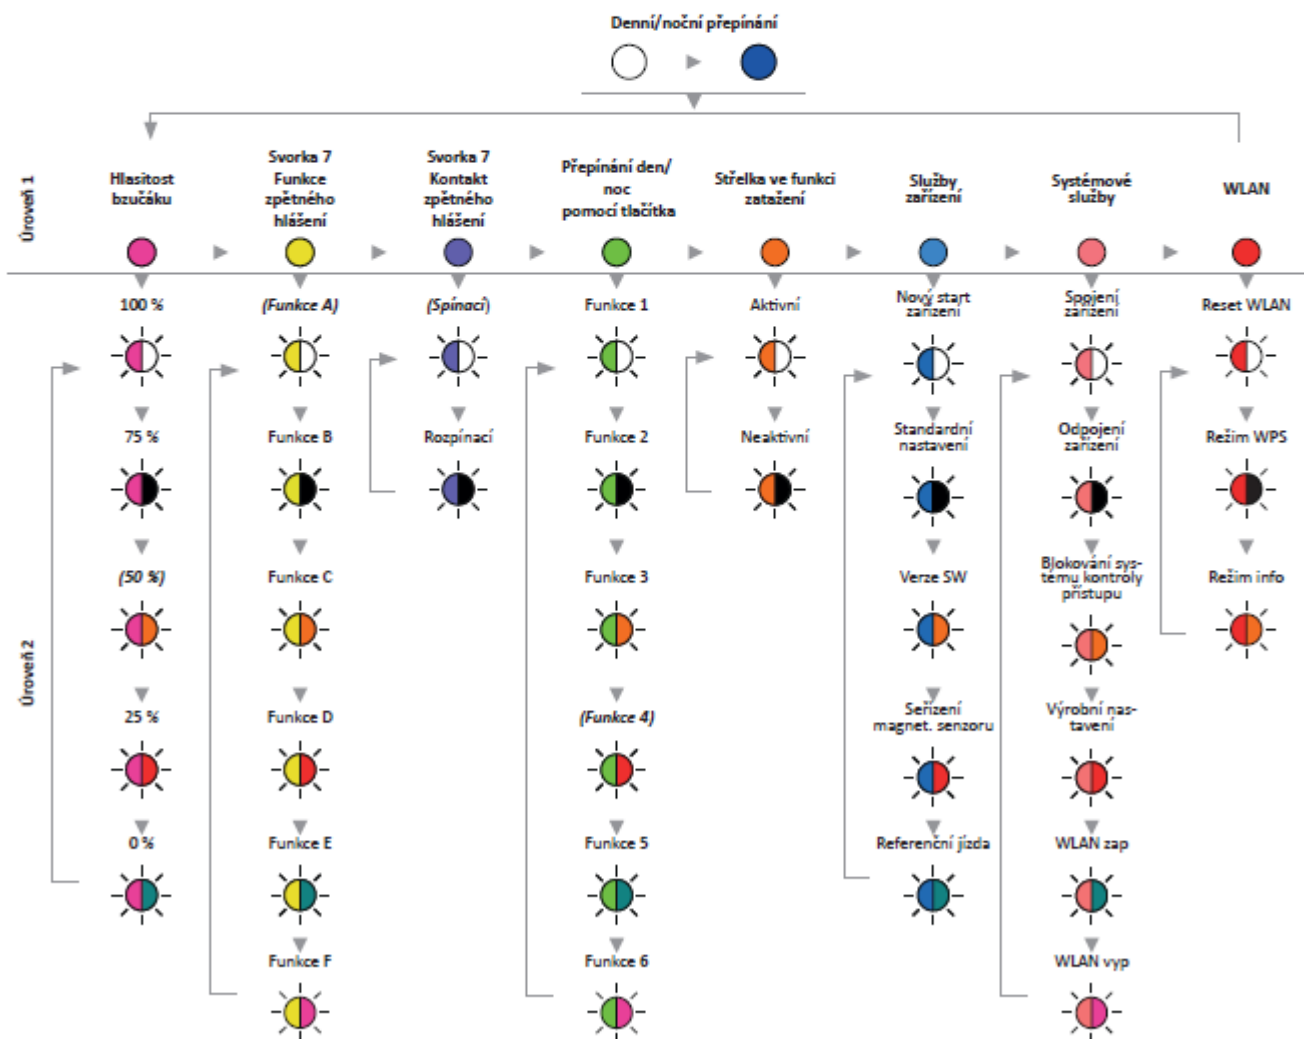 Denní/noční přepínání
Úroveň 1
Hlasitost
bzučáku
Svorka 7
Funkce
zpětného
hlášení
Svorka 7
Kontakt
zpětného
hlášení
Přepínání den/
noc
pomocí tlačítka
Střelka ve funkci
zatažení
Služby
zařízení
Systémové
služby
WLAN
Úroveň 2
100 %
75 %
(50 %)
25 %
0 %
(Funkce A)
Funkce B
Funkce C
Funkce D
Funkce E
Funkce F
(Spínací)
Rozpínací
Funkce 1
Funkce 2
Funkce 3
(Funkce 4)
Funkce 5
Funkce 6
Aktivní
Neaktivní
Nový start
zařízení
Standardní
nastavení
Verze SW
Seřízení
magnet. senzoru
Referenční jízda
Spojení
zařízení
Odpojení
zařízení
Blokování sys-
tému kontroly
přístupu
Výrobní nas-
tavení
WLAN zap
WLAN vyp
Reset WLAN
Režim WPS
Režim info